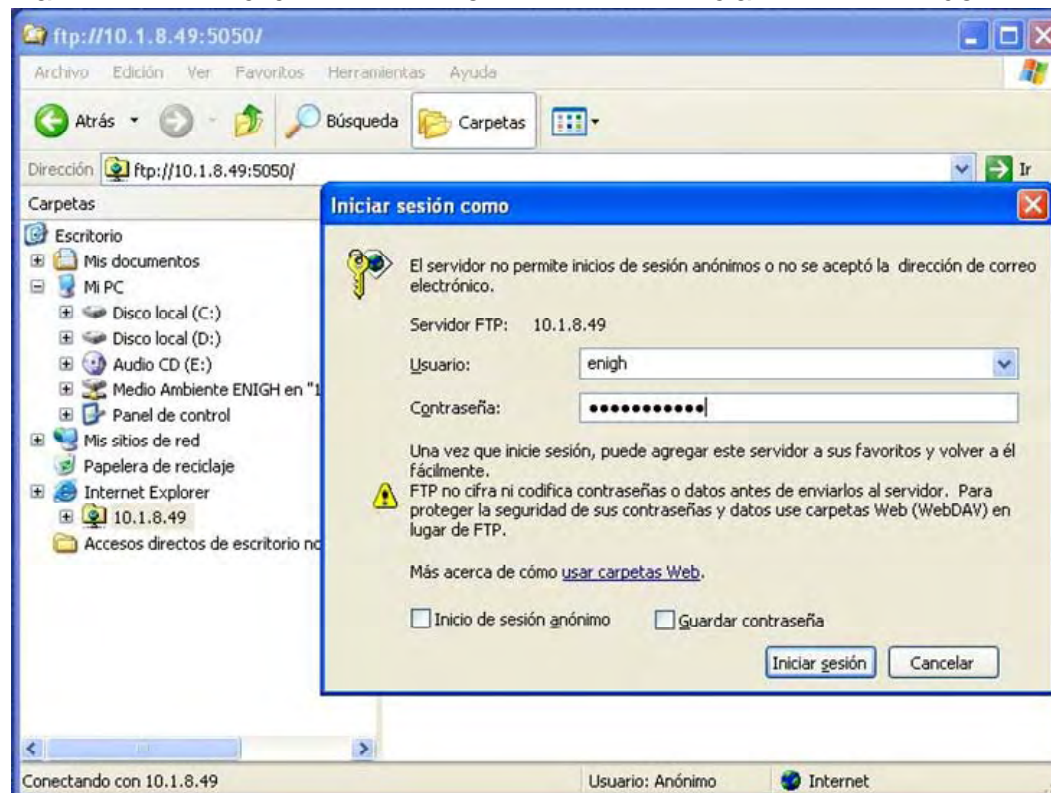 ftp://10.1.8.49:5050/
Archivo Edición Ver Favoritos Herramientas Ayuda
Atrás Búsqueda Carpetas
Dirección ftp://10.1.8.49:5050/ Ir
Carpetas
Escritorio
Mis documentos
Mi PC
Disco local (C:)
Disco local (D:)
Audio CD (E:)
Medio Ambiente ENIGH en "1
Panel de control
Mis sitios de red
Papelera de reciclaje
Internet Explorer
10.1.8.49
Accesos directos de escritorio no
Iniciar sesión como
El servidor no permite inicios de sesión anónimos o no se aceptó la dirección de correo
electrónico.
Servidor FTP: 10.1.8.49
Usuario: enigh
Contraseña: ●●●●●●●●●●●
Una vez que inicie sesión, puede agregar este servidor a sus favoritos y volver a él
fácilmente.
FTP no cifra ni codifica contraseñas o datos antes de enviarlos al servidor. Para
proteger la seguridad de sus contraseñas y datos use carpetas Web (WebDAV) en
lugar de FTP.
Más acerca de cómo usar carpetas Web.
Inicio de sesión anónimo Guardar contraseña
Iniciar sesión Cancelar
Conectando con 10.1.8.49 Usuario: Anónimo Internet